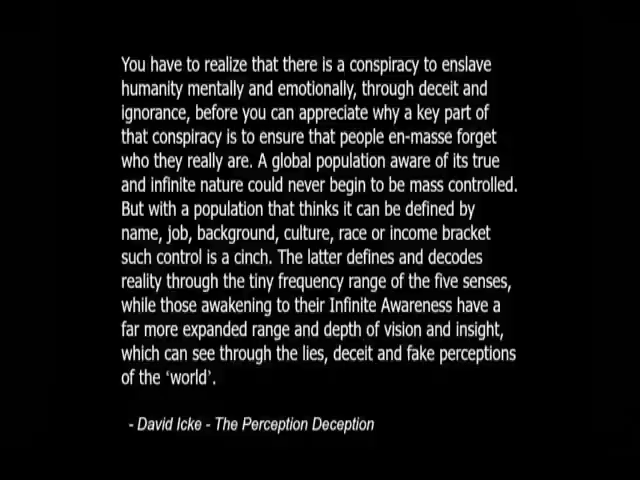 You have to realize that there is a conspiracy to enslave
humanity mentally and emotionally, through deceit and
ignorance, before you can appreciate why a key part of
that conspiracy is to ensure that people en-masse forget
who they really are. A global population aware of its true
and infinite nature could never begin to be mass controlled.
But with a population that thinks it can be defined by
name, job, background, culture, race or income bracket
such control is a cinch. The latter defines and decodes
reality through the tiny frequency range of the five senses,
while those awakening to their Infinite Awareness have a
far more expanded range and depth of vision and insight,
which can see through the lies, deceit and fake perceptions
of the ‘world’.
- David Icke - The Perception Deception